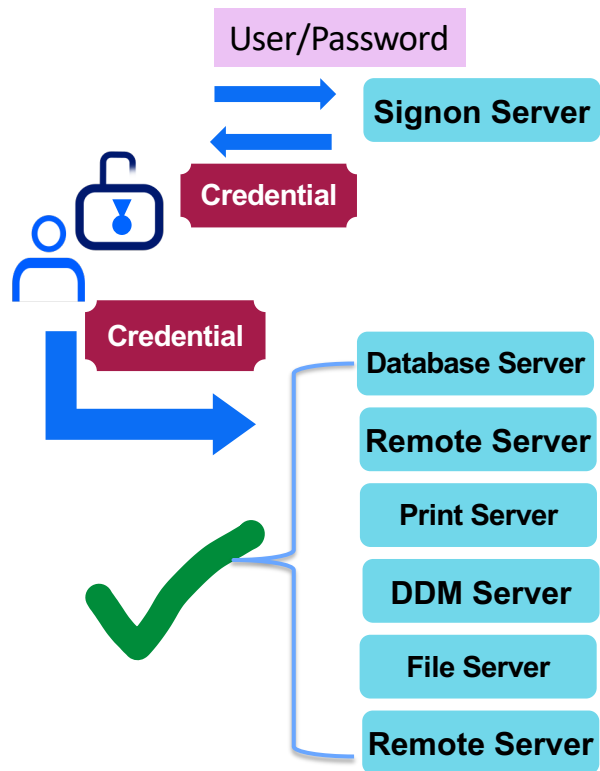 User/Password
Signon Server
Credential
Credential
Database Server
Remote Server
Print Server
DDM Server
File Server
Remote Server